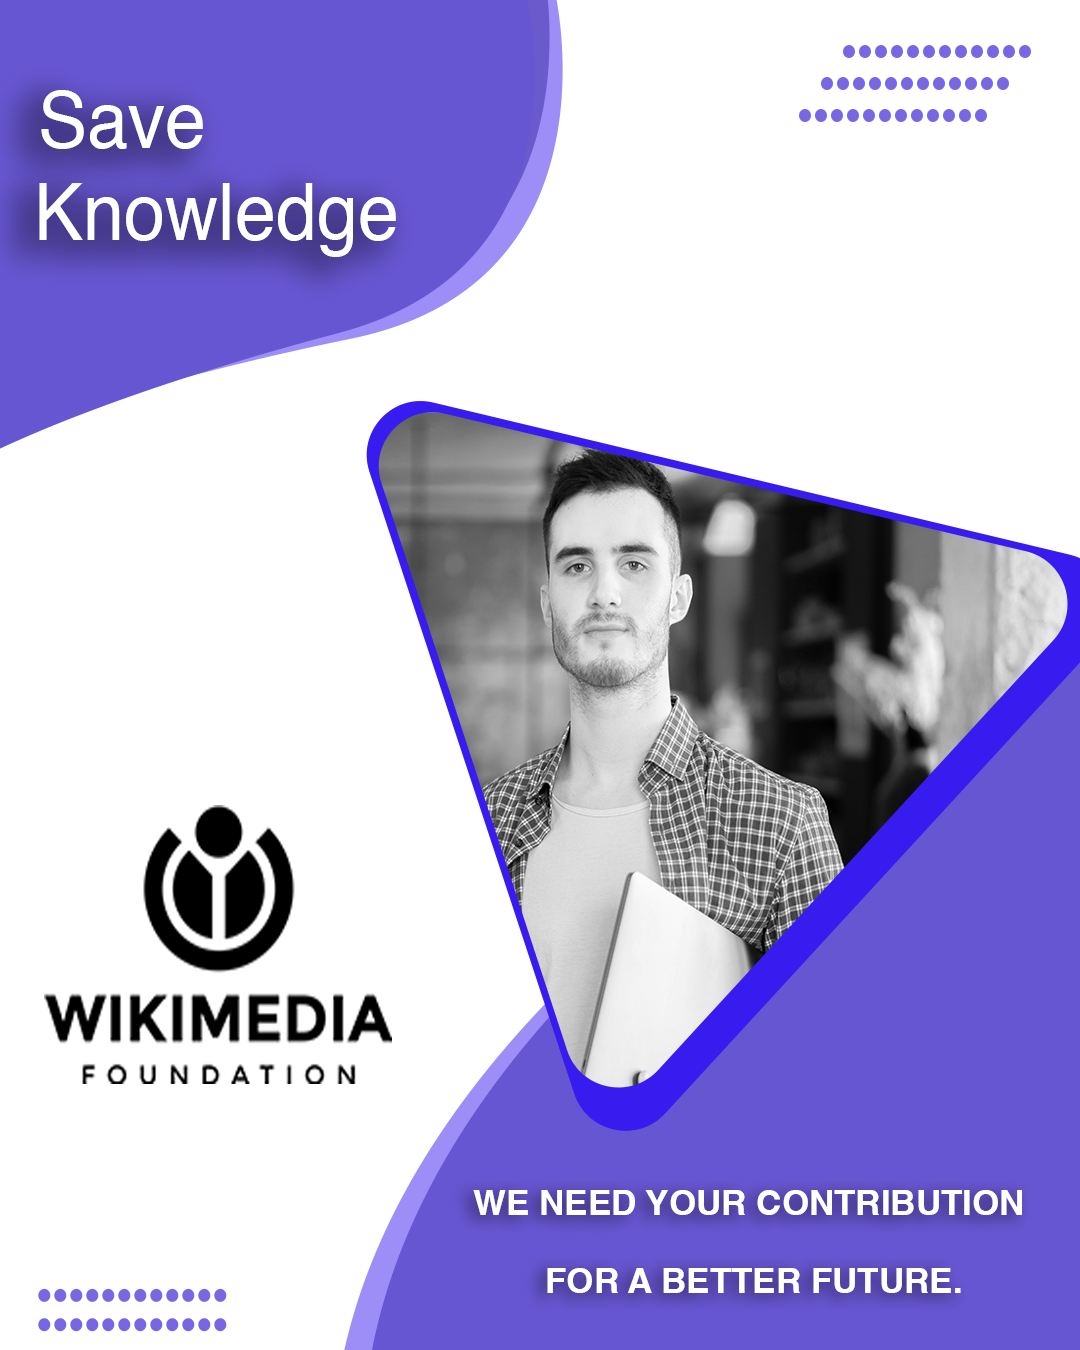 Save
Knowledge
WIKIMEDIA
FOUNDATION
WE NEED YOUR CONTRIBUTION
FOR A BETTER FUTURE.